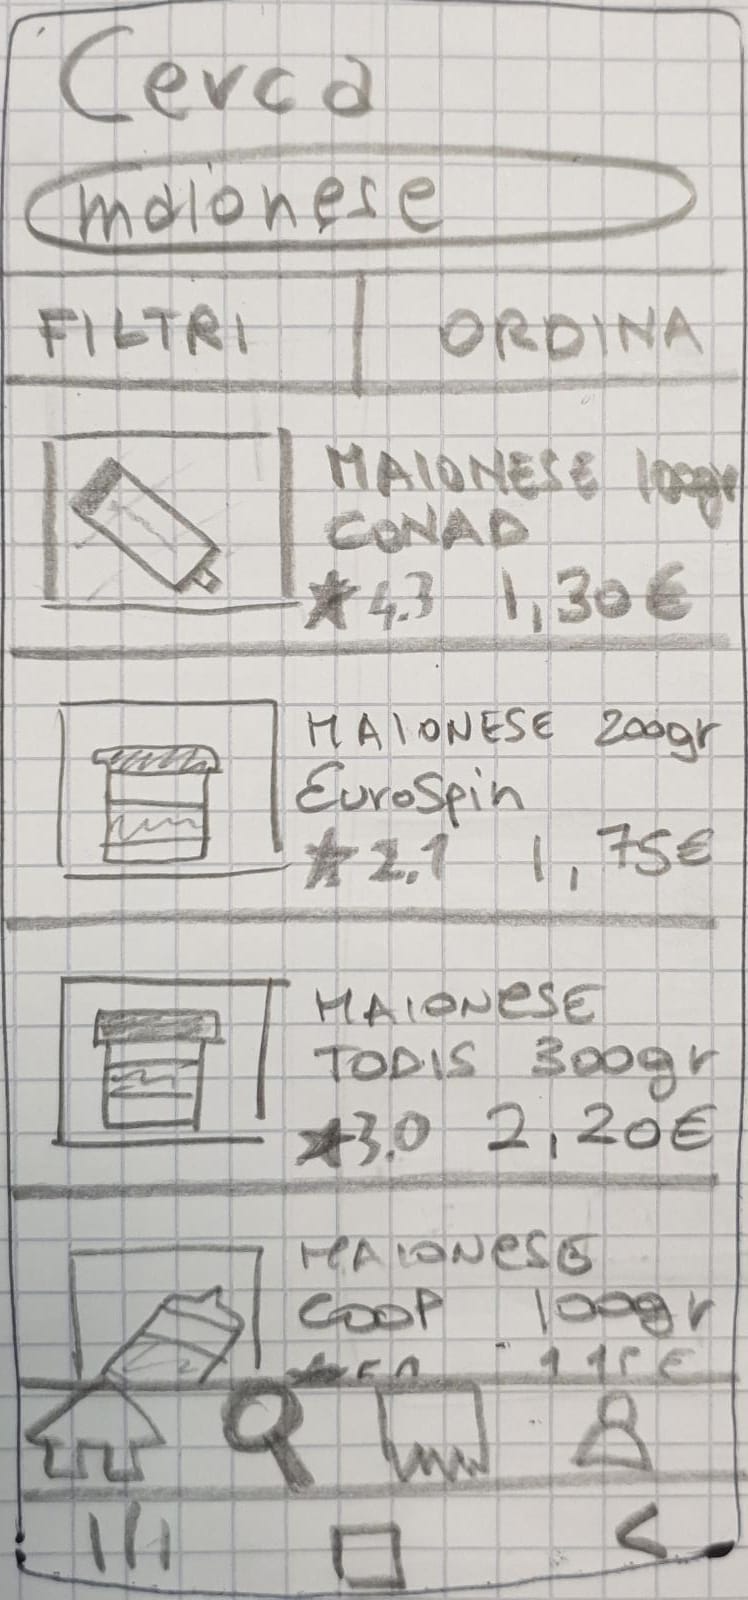 Cerca
maionese
FILTRI ORDINA
MAIONESE 100gr
CONAD
★4.3 1,30€
MAIONESE 200gr
EuroSpin
★2.1 1,75€
MAIONESE
TODIS 300gr
★3.0 2,20€
MAIONESE
COOP 100gr